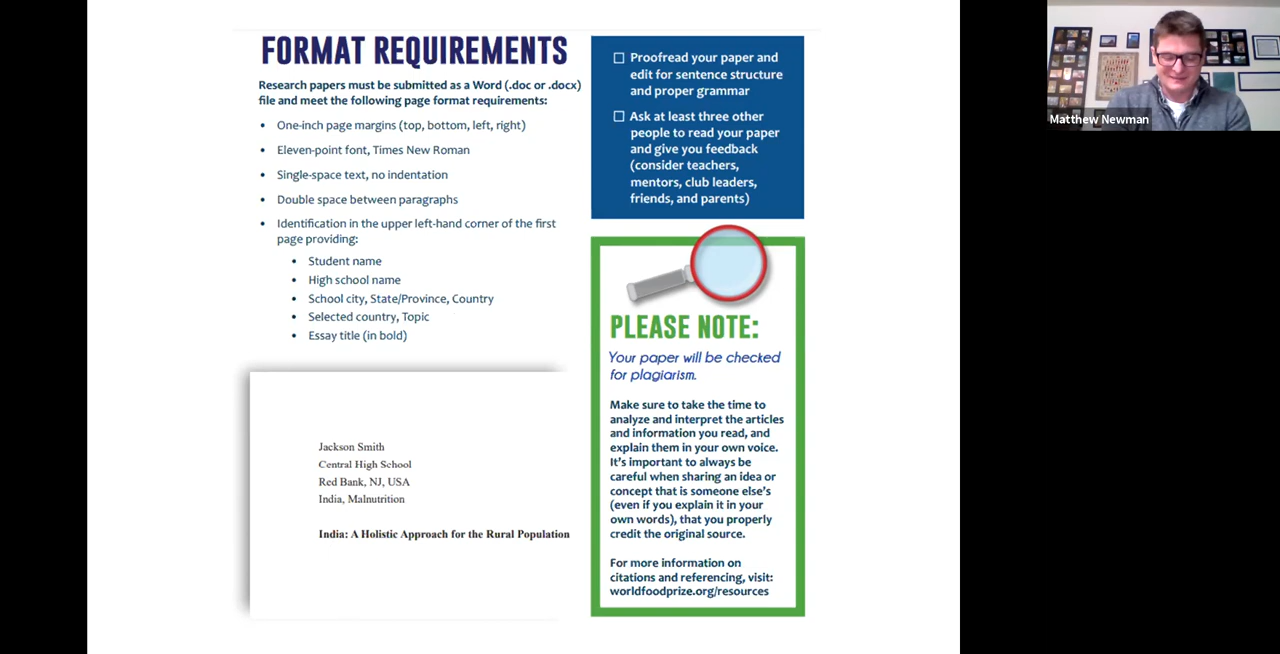 FORMAT REQUIREMENTS
Research papers must be submitted as a Word (.doc or .docx)
file and meet the following page format requirements:
• One-inch page margins (top, bottom, left, right)
• Eleven-point font, Times New Roman
• Single-space text, no indentation
• Double space between paragraphs
• Identification in the upper left-hand corner of the first
page providing:
• Student name
• High school name
• School city, State/Province, Country
• Selected country, Topic
• Essay title (in bold)
Jackson Smith
Central High School
Red Bank, NJ, USA
India, Malnutrition
India: A Holistic Approach for the Rural Population
Proofread your paper and
edit for sentence structure
and proper grammar
Ask at least three other
people to read your paper
and give you feedback
(consider teachers,
mentors, club leaders,
friends, and parents)
PLEASE NOTE:
Your paper will be checked
for plagiarism.
Make sure to take the time to
analyze and interpret the articles
and information you read, and
explain them in your own voice.
It's important to always be
careful when sharing an idea or
concept that is someone else's
(even if you explain it in your
own words), that you properly
credit the original source.
For more information on
citations and referencing, visit:
worldfoodprize.org/resources
Matthew Newman